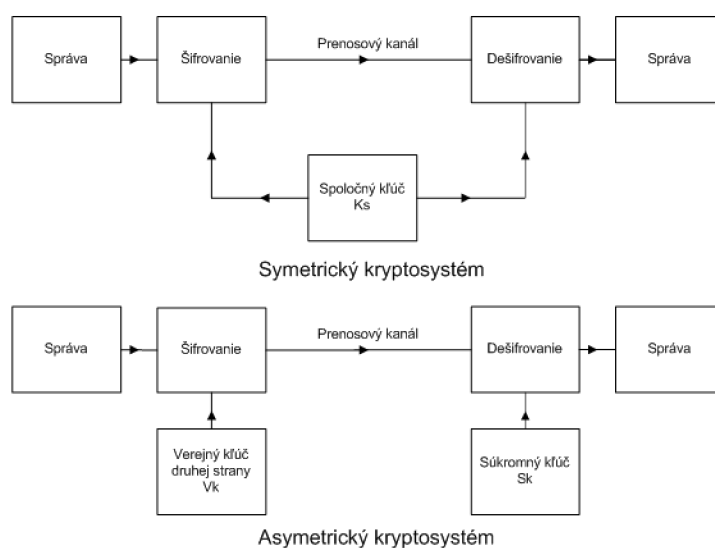 Prenosový kanál
Správa
Šifrovanie
Dešifrovanie
Správa
Spoločný kľúč
Ks
Symetrický kryptosystém
Prenosový kanál
Správa
Šifrovanie
Dešifrovanie
Správa
Verejný kľúč
druhej strany
Vk
Súkromný kľúč
Sk
Asymetrický kryptosystém